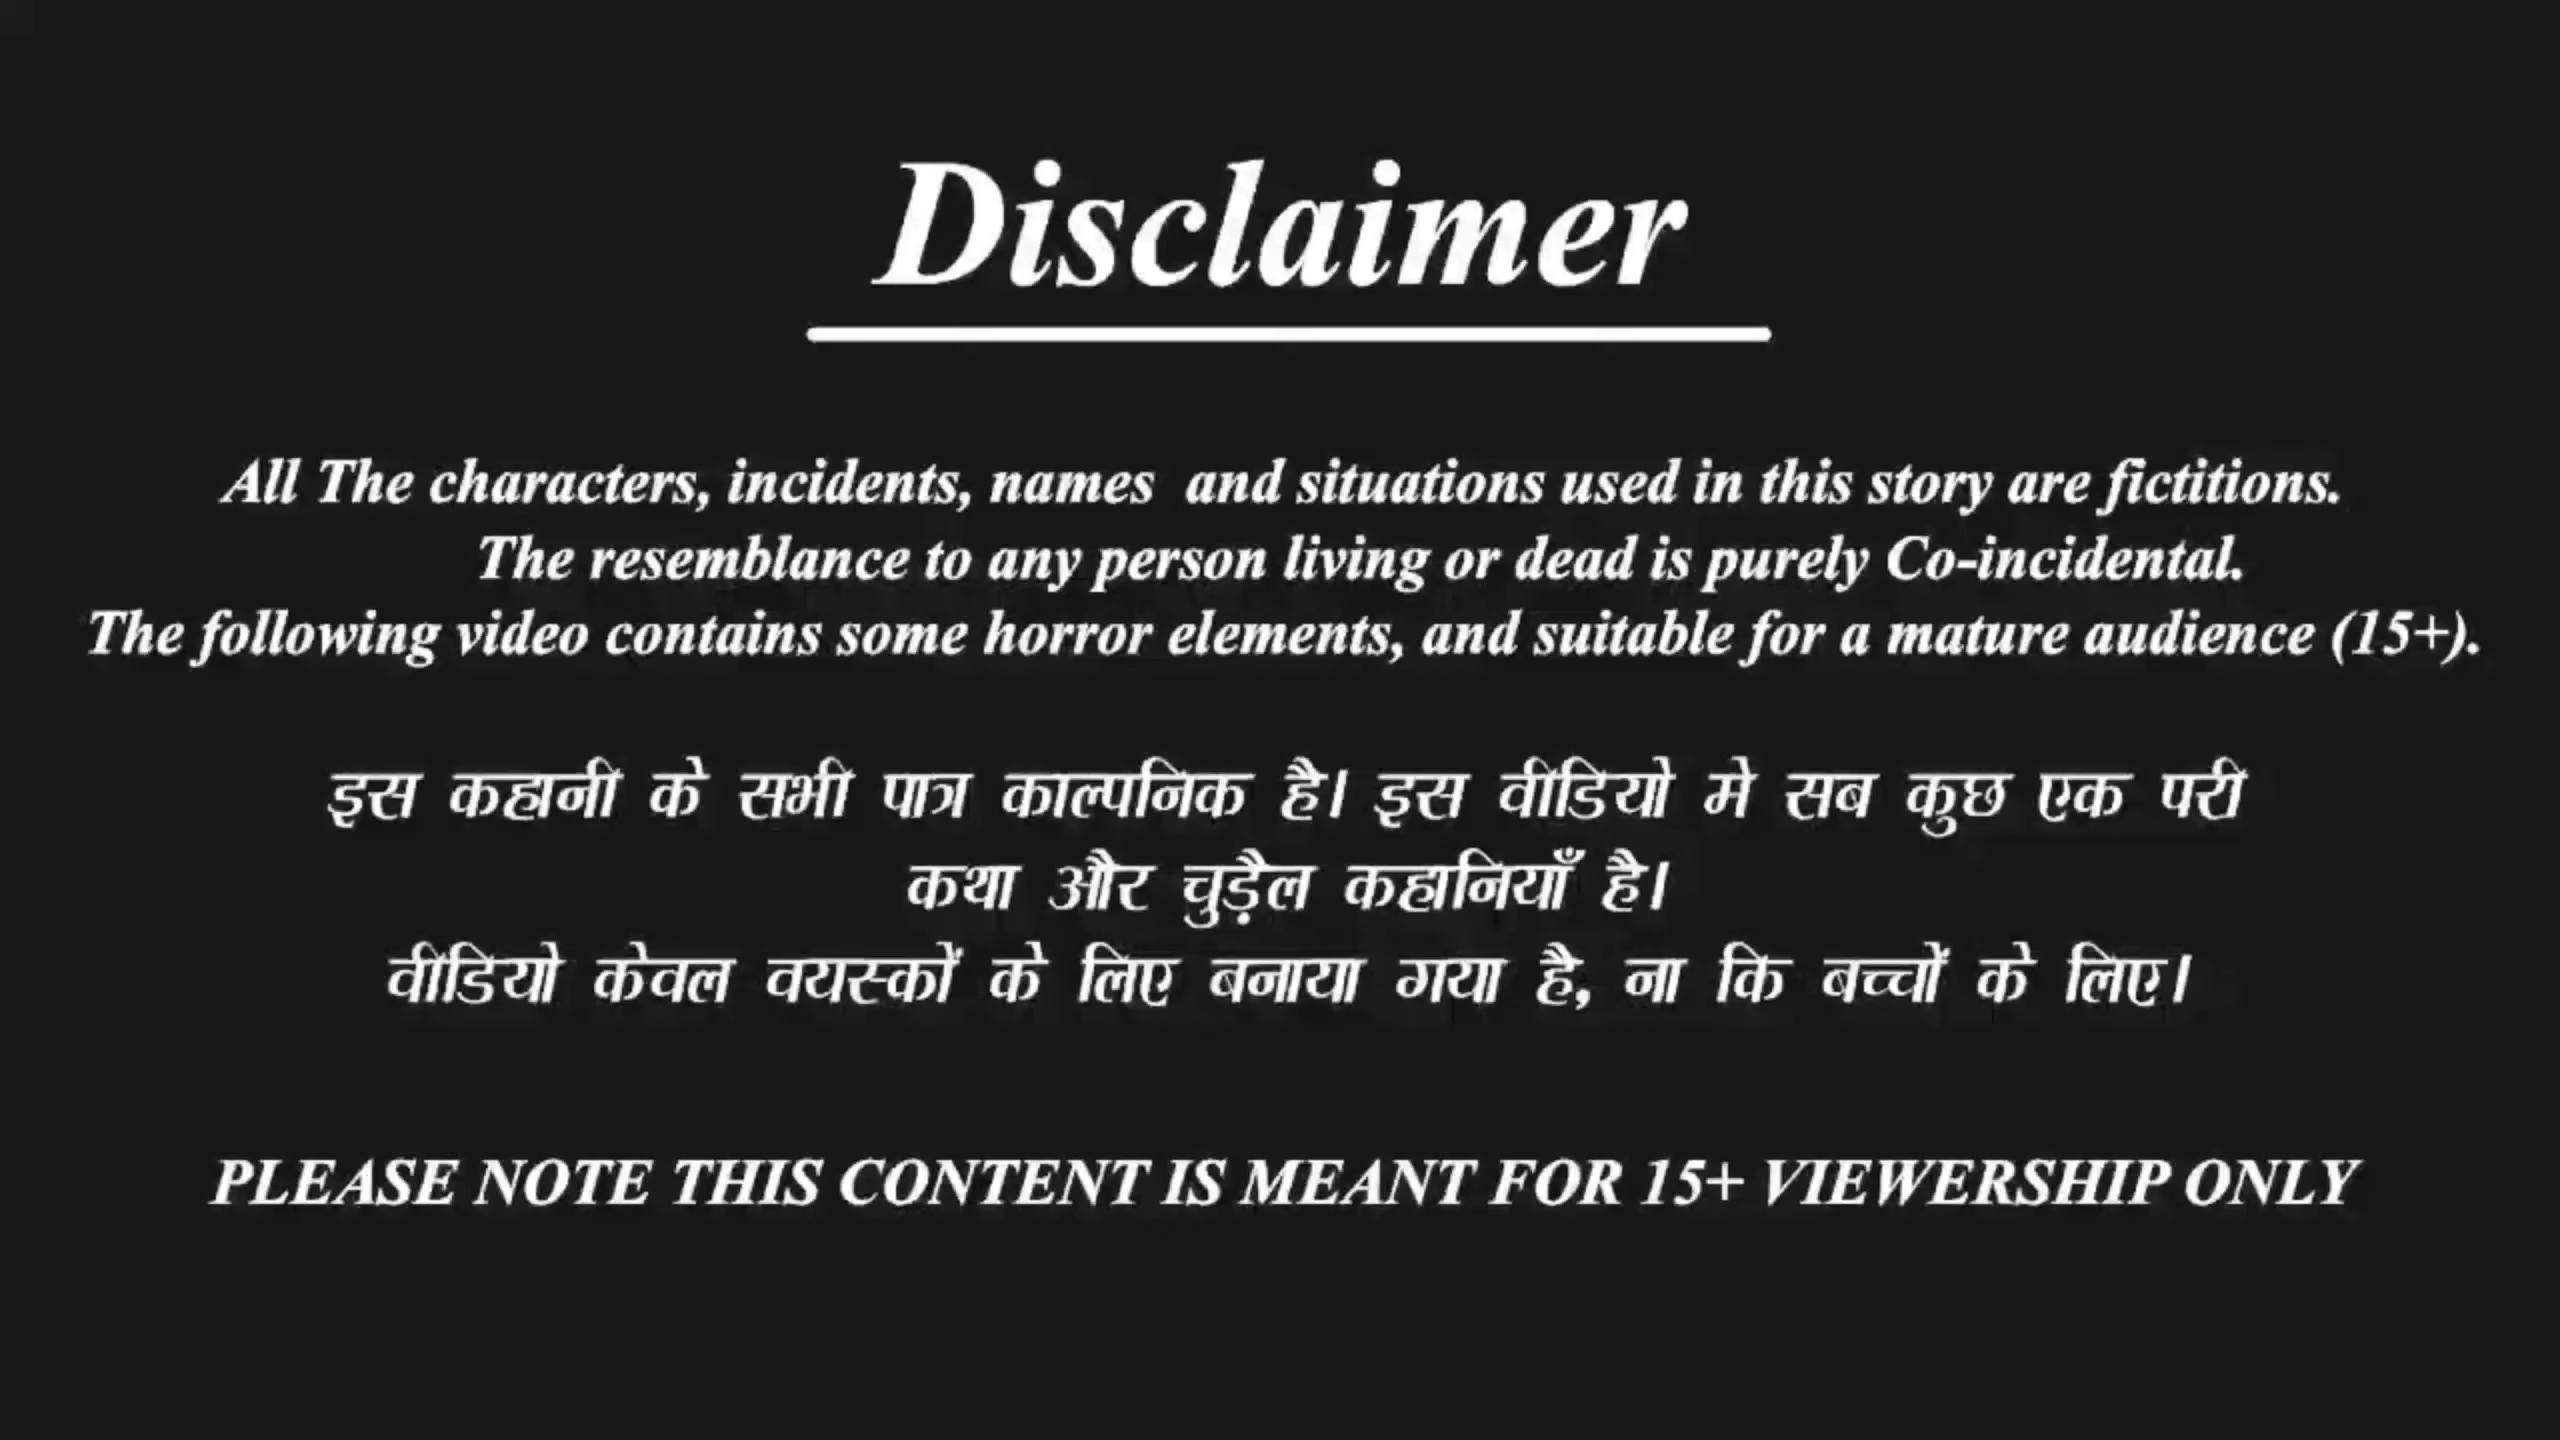 Disclaimer
All The characters, incidents, names and situations used in this story are fictitions.
The resemblance to any person living or dead is purely Co-incidental.
The following video contains some horror elements, and suitable for a mature audience (15+).
इस कहानी के सभी पात्र काल्पनिक है। इस वीडियो मे सब कुछ एक परी
कथा और चुड़ैल कहानियाँ है।
वीडियो केवल वयस्कों के लिए बनाया गया है, ना कि बच्चों के लिए।
PLEASE NOTE THIS CONTENT IS MEANT FOR 15+ VIEWERSHIP ONLY